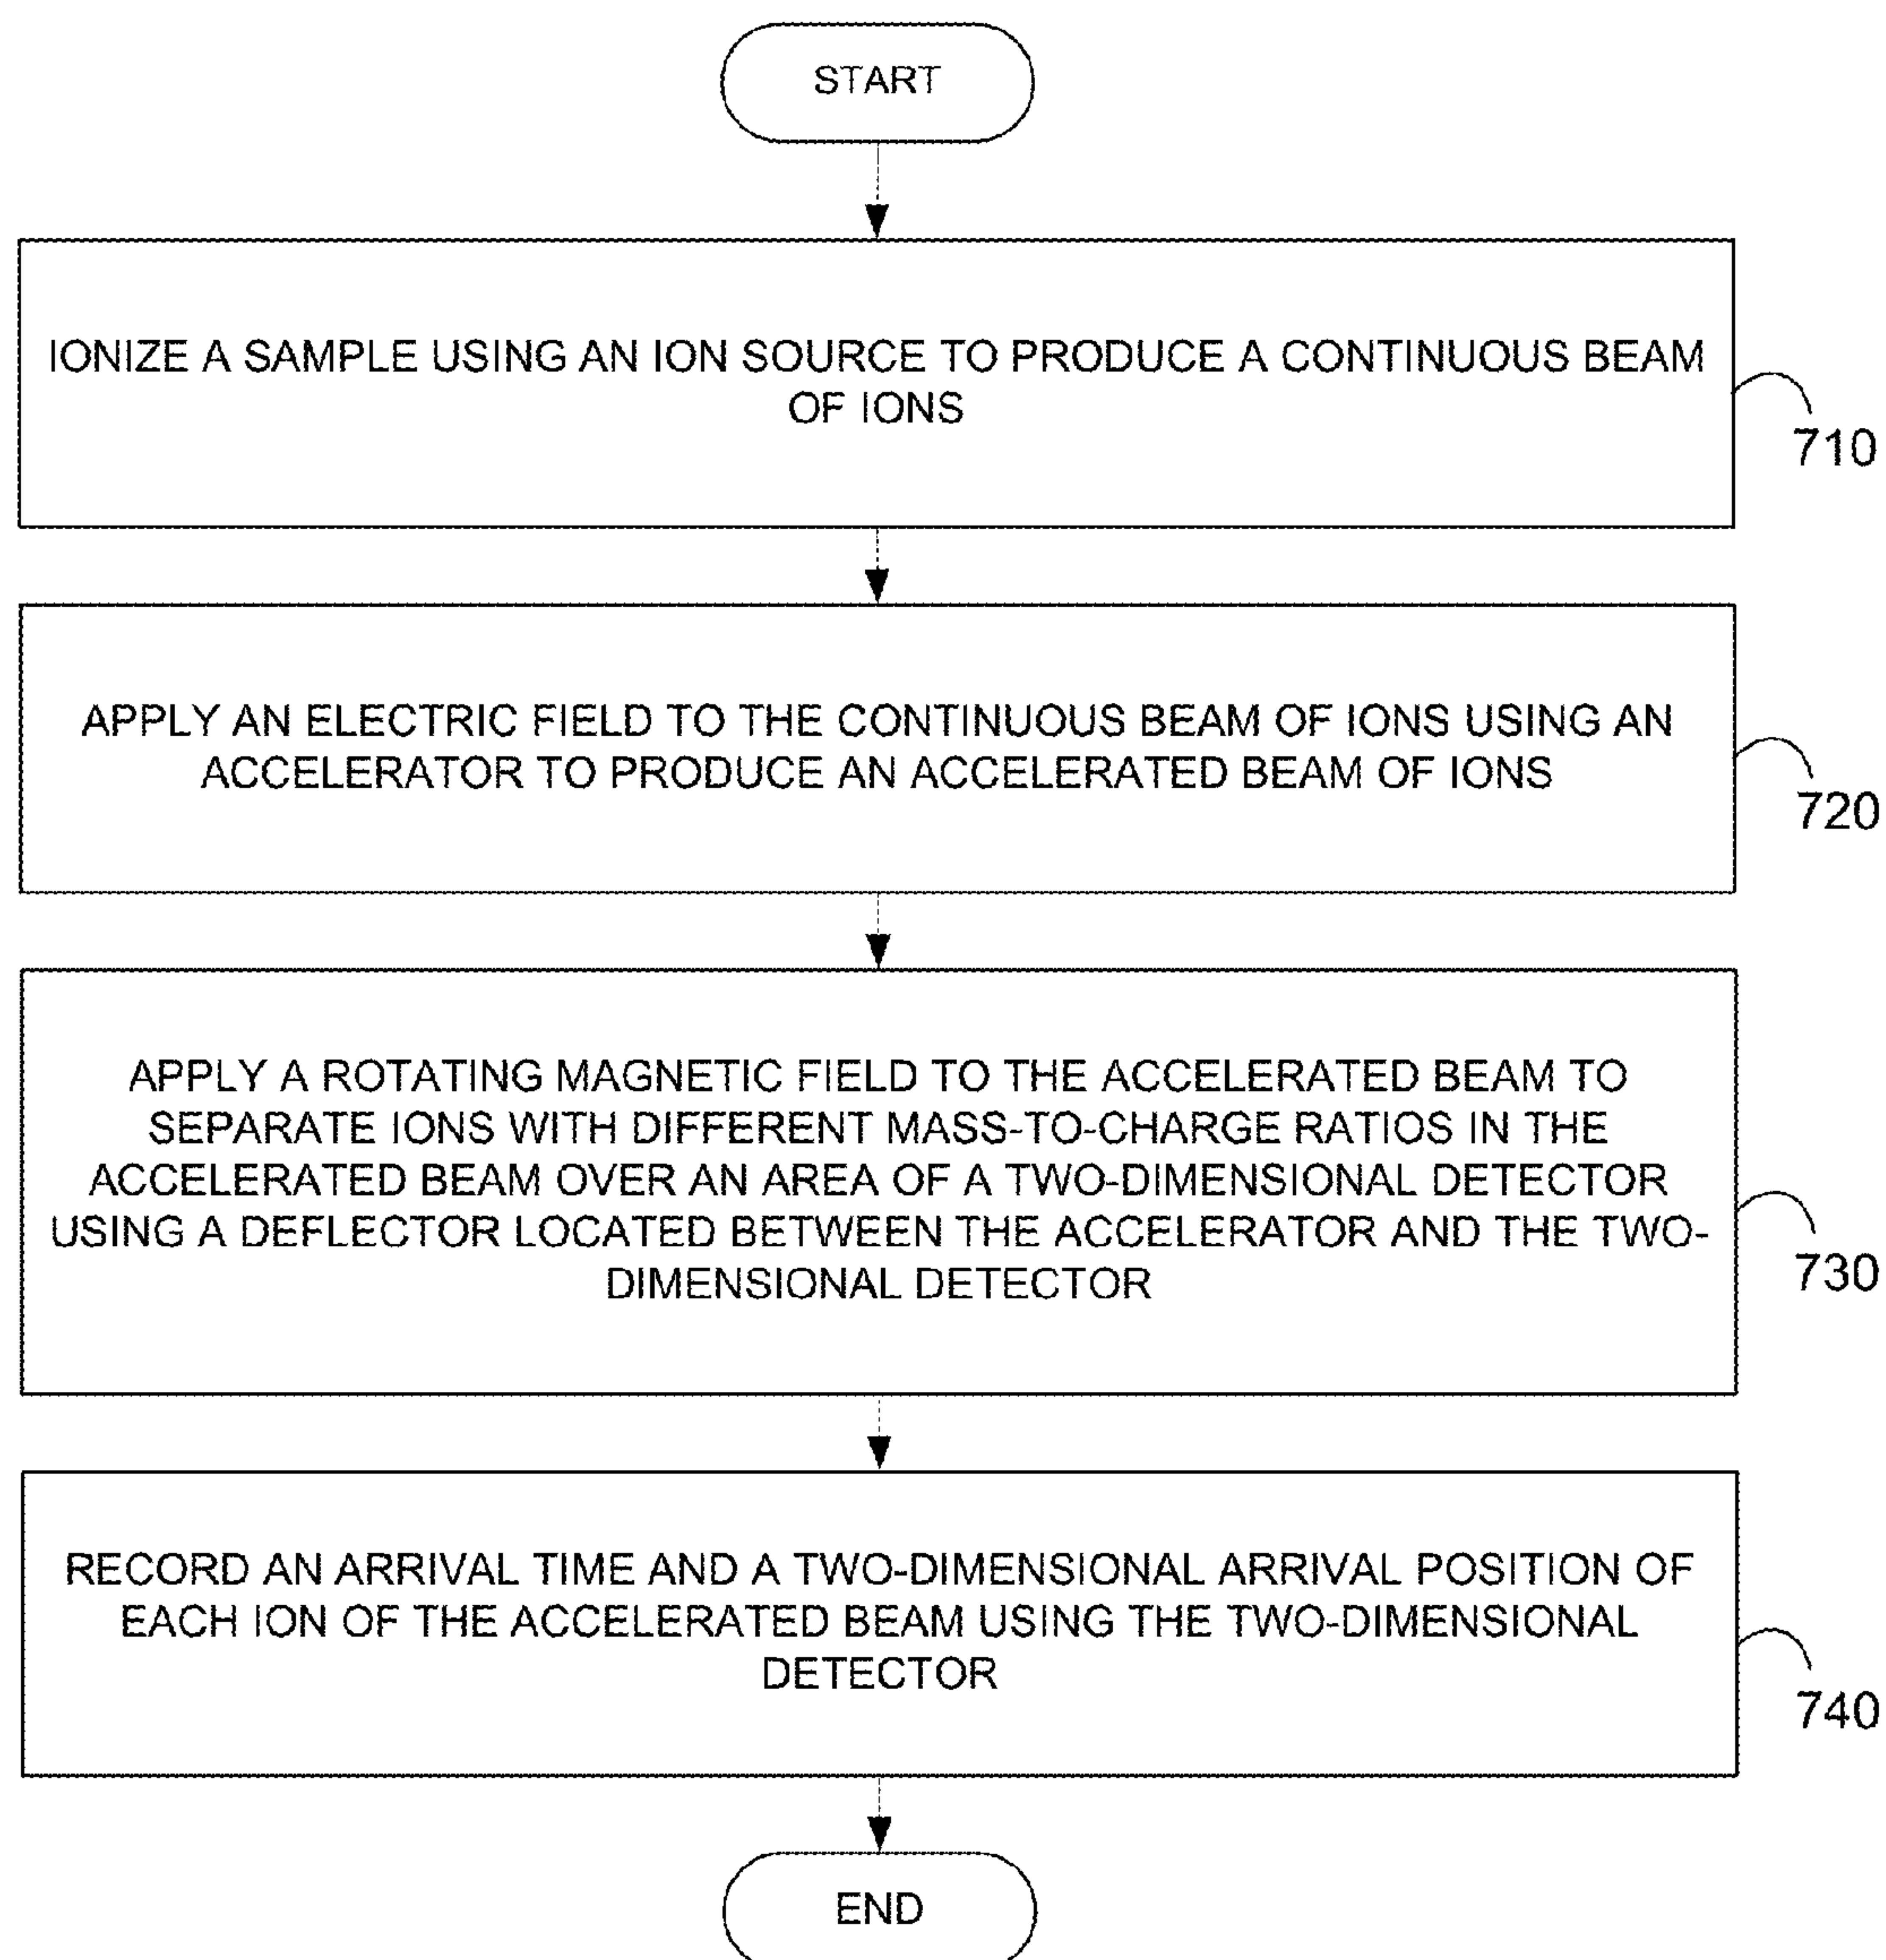 START
IONIZE A SAMPLE USING AN ION SOURCE TO PRODUCE A CONTINUOUS BEAM
OF IONS
710
APPLY AN ELECTRIC FIELD TO THE CONTINUOUS BEAM OF IONS USING AN
ACCELERATOR TO PRODUCE AN ACCELERATED BEAM OF IONS
720
APPLY A ROTATING MAGNETIC FIELD TO THE ACCELERATED BEAM TO
SEPARATE IONS WITH DIFFERENT MASS-TO-CHARGE RATIOS IN THE
ACCELERATED BEAM OVER AN AREA OF A TWO-DIMENSIONAL DETECTOR
USING A DEFLECTOR LOCATED BETWEEN THE ACCELERATOR AND THE TWO-
DIMENSIONAL DETECTOR
730
RECORD AN ARRIVAL TIME AND A TWO-DIMENSIONAL ARRIVAL POSITION OF
EACH ION OF THE ACCELERATED BEAM USING THE TWO-DIMENSIONAL
DETECTOR
740
END